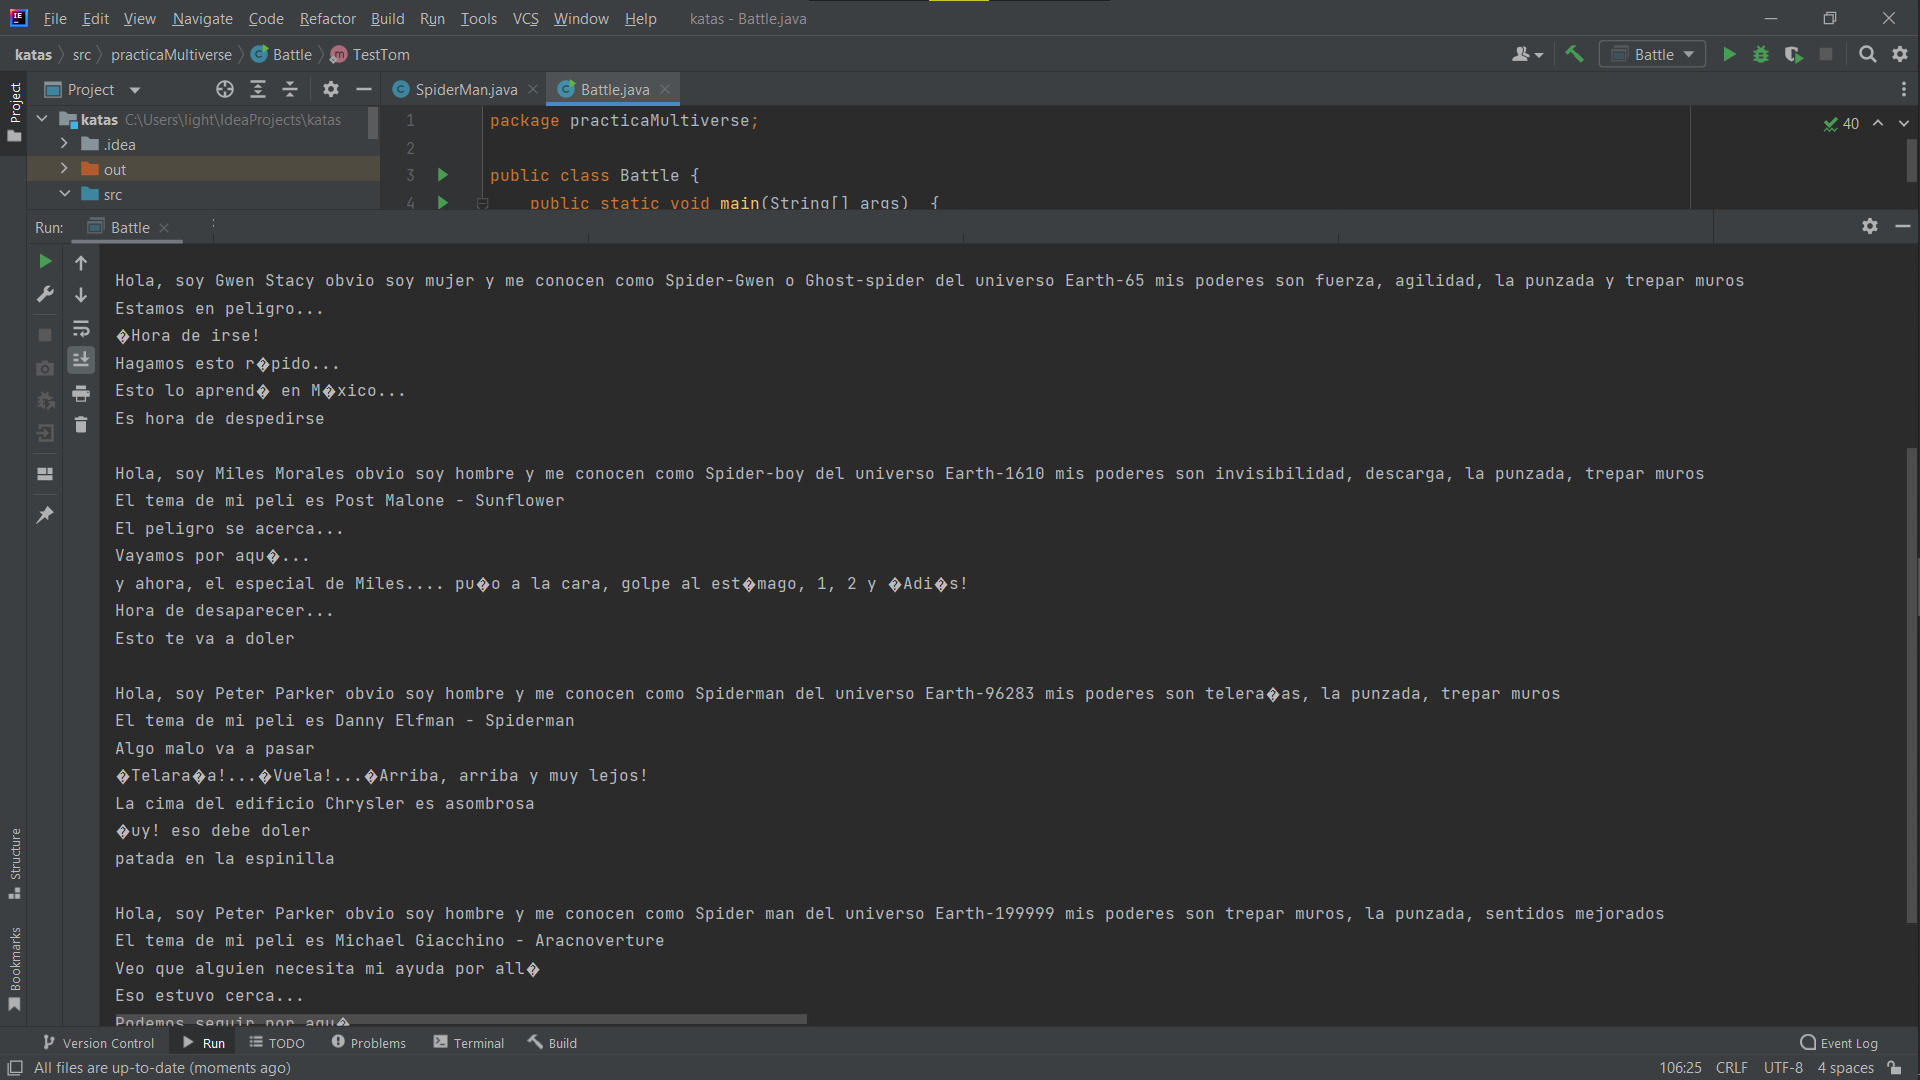 File Edit View Navigate Code Refactor Build Run Tools VCS Window Help katas - Battle.java
katas src practicaMultiverse Battle TestTom Battle
Project
Project SpiderMan.java Battle.java
katas C:\Users\light\IdeaProjects\katas
.idea
out
src
1 package practicaMultiverse;
2
3 public class Battle {
4 public static void main(String[] args) {
40
Run: Battle
Hola, soy Gwen Stacy obvio soy mujer y me conocen como Spider-Gwen o Ghost-spider del universo Earth-65 mis poderes son fuerza, agilidad, la punzada y trepar muros
Estamos en peligro...
�Hora de irse!
Hagamos esto r�pido...
Esto lo aprend� en M�xico...
Es hora de despedirse
Hola, soy Miles Morales obvio soy hombre y me conocen como Spider-boy del universo Earth-1610 mis poderes son invisibilidad, descarga, la punzada, trepar muros
El tema de mi peli es Post Malone - Sunflower
El peligro se acerca...
Vayamos por aqu�...
y ahora, el especial de Miles.... pu�o a la cara, golpe al est�mago, 1, 2 y �Adi�s!
Hora de desaparecer...
Esto te va a doler
Hola, soy Peter Parker obvio soy hombre y me conocen como Spiderman del universo Earth-96283 mis poderes son telera�as, la punzada, trepar muros
El tema de mi peli es Danny Elfman - Spiderman
Algo malo va a pasar
�Telara�a!...�Vuela!...�Arriba, arriba y muy lejos!
La cima del edificio Chrysler es asombrosa
�uy! eso debe doler
patada en la espinilla
Hola, soy Peter Parker obvio soy hombre y me conocen como Spider man del universo Earth-199999 mis poderes son trepar muros, la punzada, sentidos mejorados
El tema de mi peli es Michael Giacchino - Aracnoverture
Veo que alguien necesita mi ayuda por all�
Eso estuvo cerca...
Podemos seguir por aqu�
Structure
Bookmarks
Version Control Run TODO Problems Terminal Build Event Log
All files are up-to-date (moments ago) 106:25 CRLF UTF-8 4 spaces